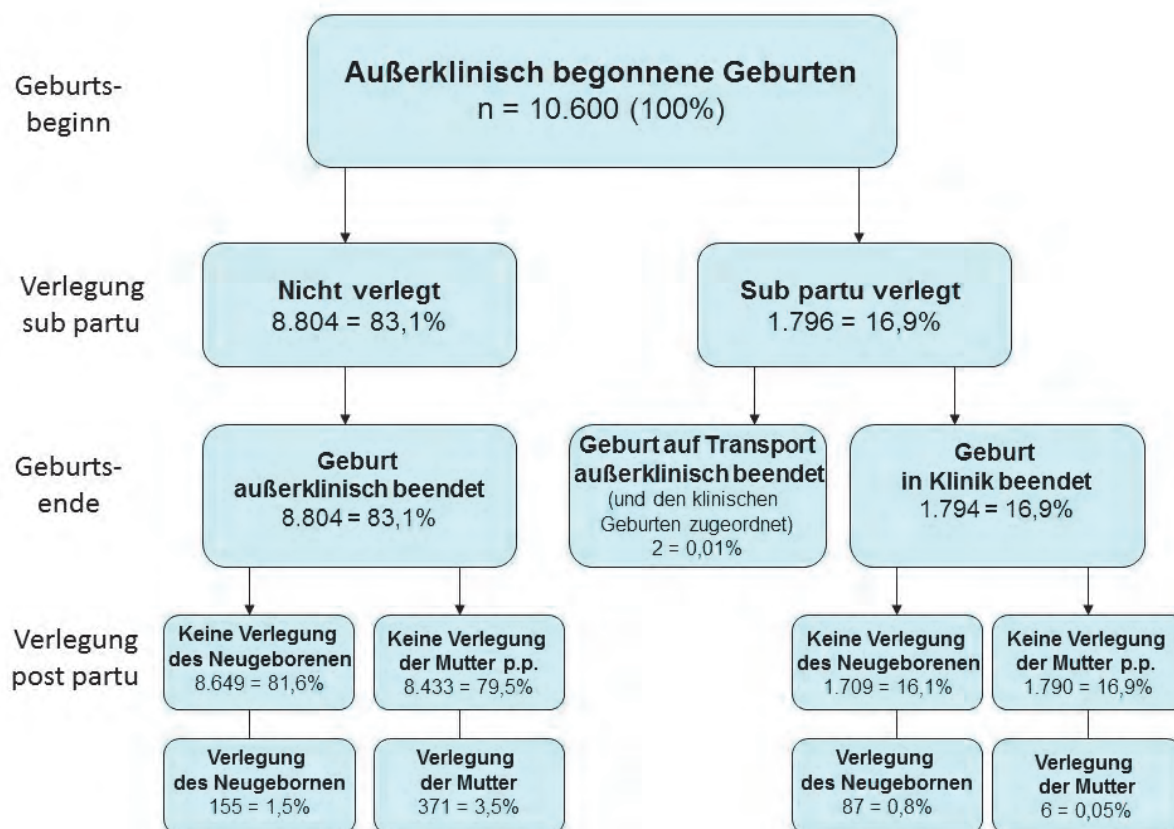 Außerklinisch begonnene Geburten
n = 10.600 (100%)
Geburts-
beginn
Verlegung
sub partu
Nicht verlegt
8.804 = 83,1%
Sub partu verlegt
1.796 = 16,9%
Geburts-
ende
Geburt
außerklinisch beendet
8.804 = 83,1%
Geburt auf Transport
außerklinisch beendet
(und den klinischen
Geburten zugeordnet)
2 = 0,01%
Geburt
in Klinik beendet
1.794 = 16,9%
Verlegung
post partu
Keine Verlegung
des Neugeborenen
8.649 = 81,6%
Keine Verlegung
der Mutter p.p.
8.433 = 79,5%
Keine Verlegung
des Neugeborenen
1.709 = 16,1%
Keine Verlegung
der Mutter p.p.
1.790 = 16,9%
Verlegung
des Neugebornen
155 = 1,5%
Verlegung
der Mutter
371 = 3,5%
Verlegung
des Neugebornen
87 = 0,8%
Verlegung
der Mutter
6 = 0,05%